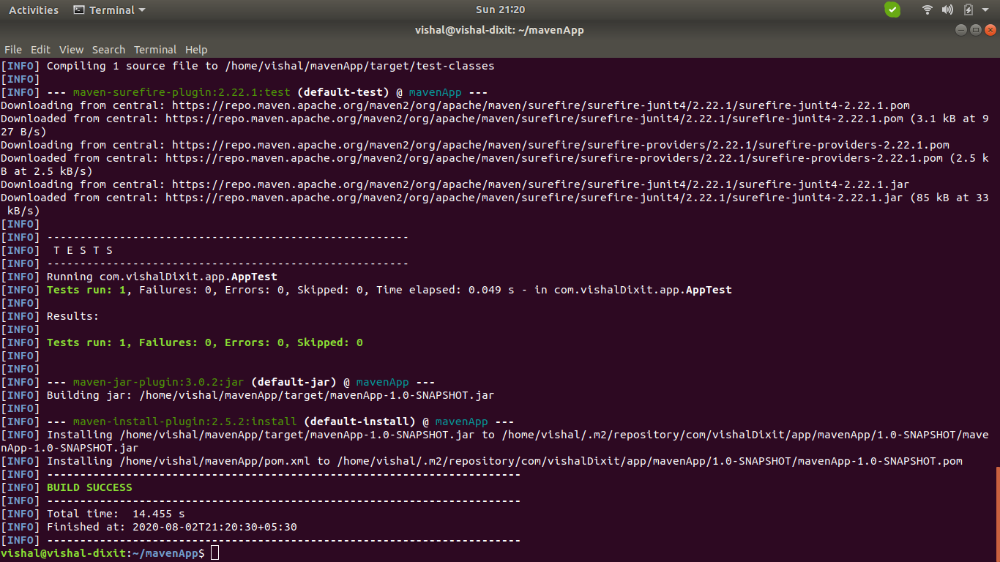 Activities Terminal Sun 21:20
vishal@vishal-dixit: ~/mavenApp
File Edit View Search Terminal Help
[INFO] Compiling 1 source file to /home/vishal/mavenApp/target/test-classes
[INFO]
[INFO] --- maven-surefire-plugin:2.22.1:test (default-test) @ mavenApp ---
Downloading from central: https://repo.maven.apache.org/maven2/org/apache/maven/surefire/surefire-junit4/2.22.1/surefire-junit4-2.22.1.pom
Downloaded from central: https://repo.maven.apache.org/maven2/org/apache/maven/surefire/surefire-junit4/2.22.1/surefire-junit4-2.22.1.pom (3.1 kB at 9
27 B/s)
Downloading from central: https://repo.maven.apache.org/maven2/org/apache/maven/surefire/surefire-providers/2.22.1/surefire-providers-2.22.1.pom
Downloaded from central: https://repo.maven.apache.org/maven2/org/apache/maven/surefire/surefire-providers/2.22.1/surefire-providers-2.22.1.pom (2.5 k
B at 2.5 kB/s)
Downloading from central: https://repo.maven.apache.org/maven2/org/apache/maven/surefire/surefire-junit4/2.22.1/surefire-junit4-2.22.1.jar
Downloaded from central: https://repo.maven.apache.org/maven2/org/apache/maven/surefire/surefire-junit4/2.22.1/surefire-junit4-2.22.1.jar (85 kB at 33
 kB/s)
[INFO]
[INFO] -------------------------------------------------------
[INFO]  T E S T S
[INFO] -------------------------------------------------------
[INFO] Running com.vishalDixit.app.AppTest
[INFO] Tests run: 1, Failures: 0, Errors: 0, Skipped: 0, Time elapsed: 0.049 s - in com.vishalDixit.app.AppTest
[INFO]
[INFO] Results:
[INFO]
[INFO] Tests run: 1, Failures: 0, Errors: 0, Skipped: 0
[INFO]
[INFO]
[INFO] --- maven-jar-plugin:3.0.2:jar (default-jar) @ mavenApp ---
[INFO] Building jar: /home/vishal/mavenApp/target/mavenApp-1.0-SNAPSHOT.jar
[INFO]
[INFO] --- maven-install-plugin:2.5.2:install (default-install) @ mavenApp ---
[INFO] Installing /home/vishal/mavenApp/target/mavenApp-1.0-SNAPSHOT.jar to /home/vishal/.m2/repository/com/vishalDixit/app/mavenApp/1.0-SNAPSHOT/mave
nApp-1.0-SNAPSHOT.jar
[INFO] Installing /home/vishal/mavenApp/pom.xml to /home/vishal/.m2/repository/com/vishalDixit/app/mavenApp/1.0-SNAPSHOT/mavenApp-1.0-SNAPSHOT.pom
[INFO] ------------------------------------------------------------------------
[INFO] BUILD SUCCESS
[INFO] ------------------------------------------------------------------------
[INFO] Total time:  14.455 s
[INFO] Finished at: 2020-08-02T21:20:30+05:30
[INFO] ------------------------------------------------------------------------
vishal@vishal-dixit:~/mavenApp$